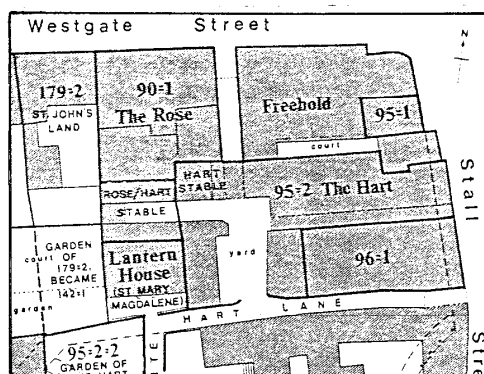 Westgate Street
N
179=2
ST. JOHN'S
LAND
90=1
The Rose
Freehold
95=1
court
HART
STABLE
95=2 The Hart
ROSE/HART
STABLE
Stall
court
GARDEN
OF
179=2,
BECAME
142=1
garden
Lantern
House
(ST MARY
MAGDALENE)
yard
96=1
HART LANE
95=2=2
GARDEN OF
HART
Stre